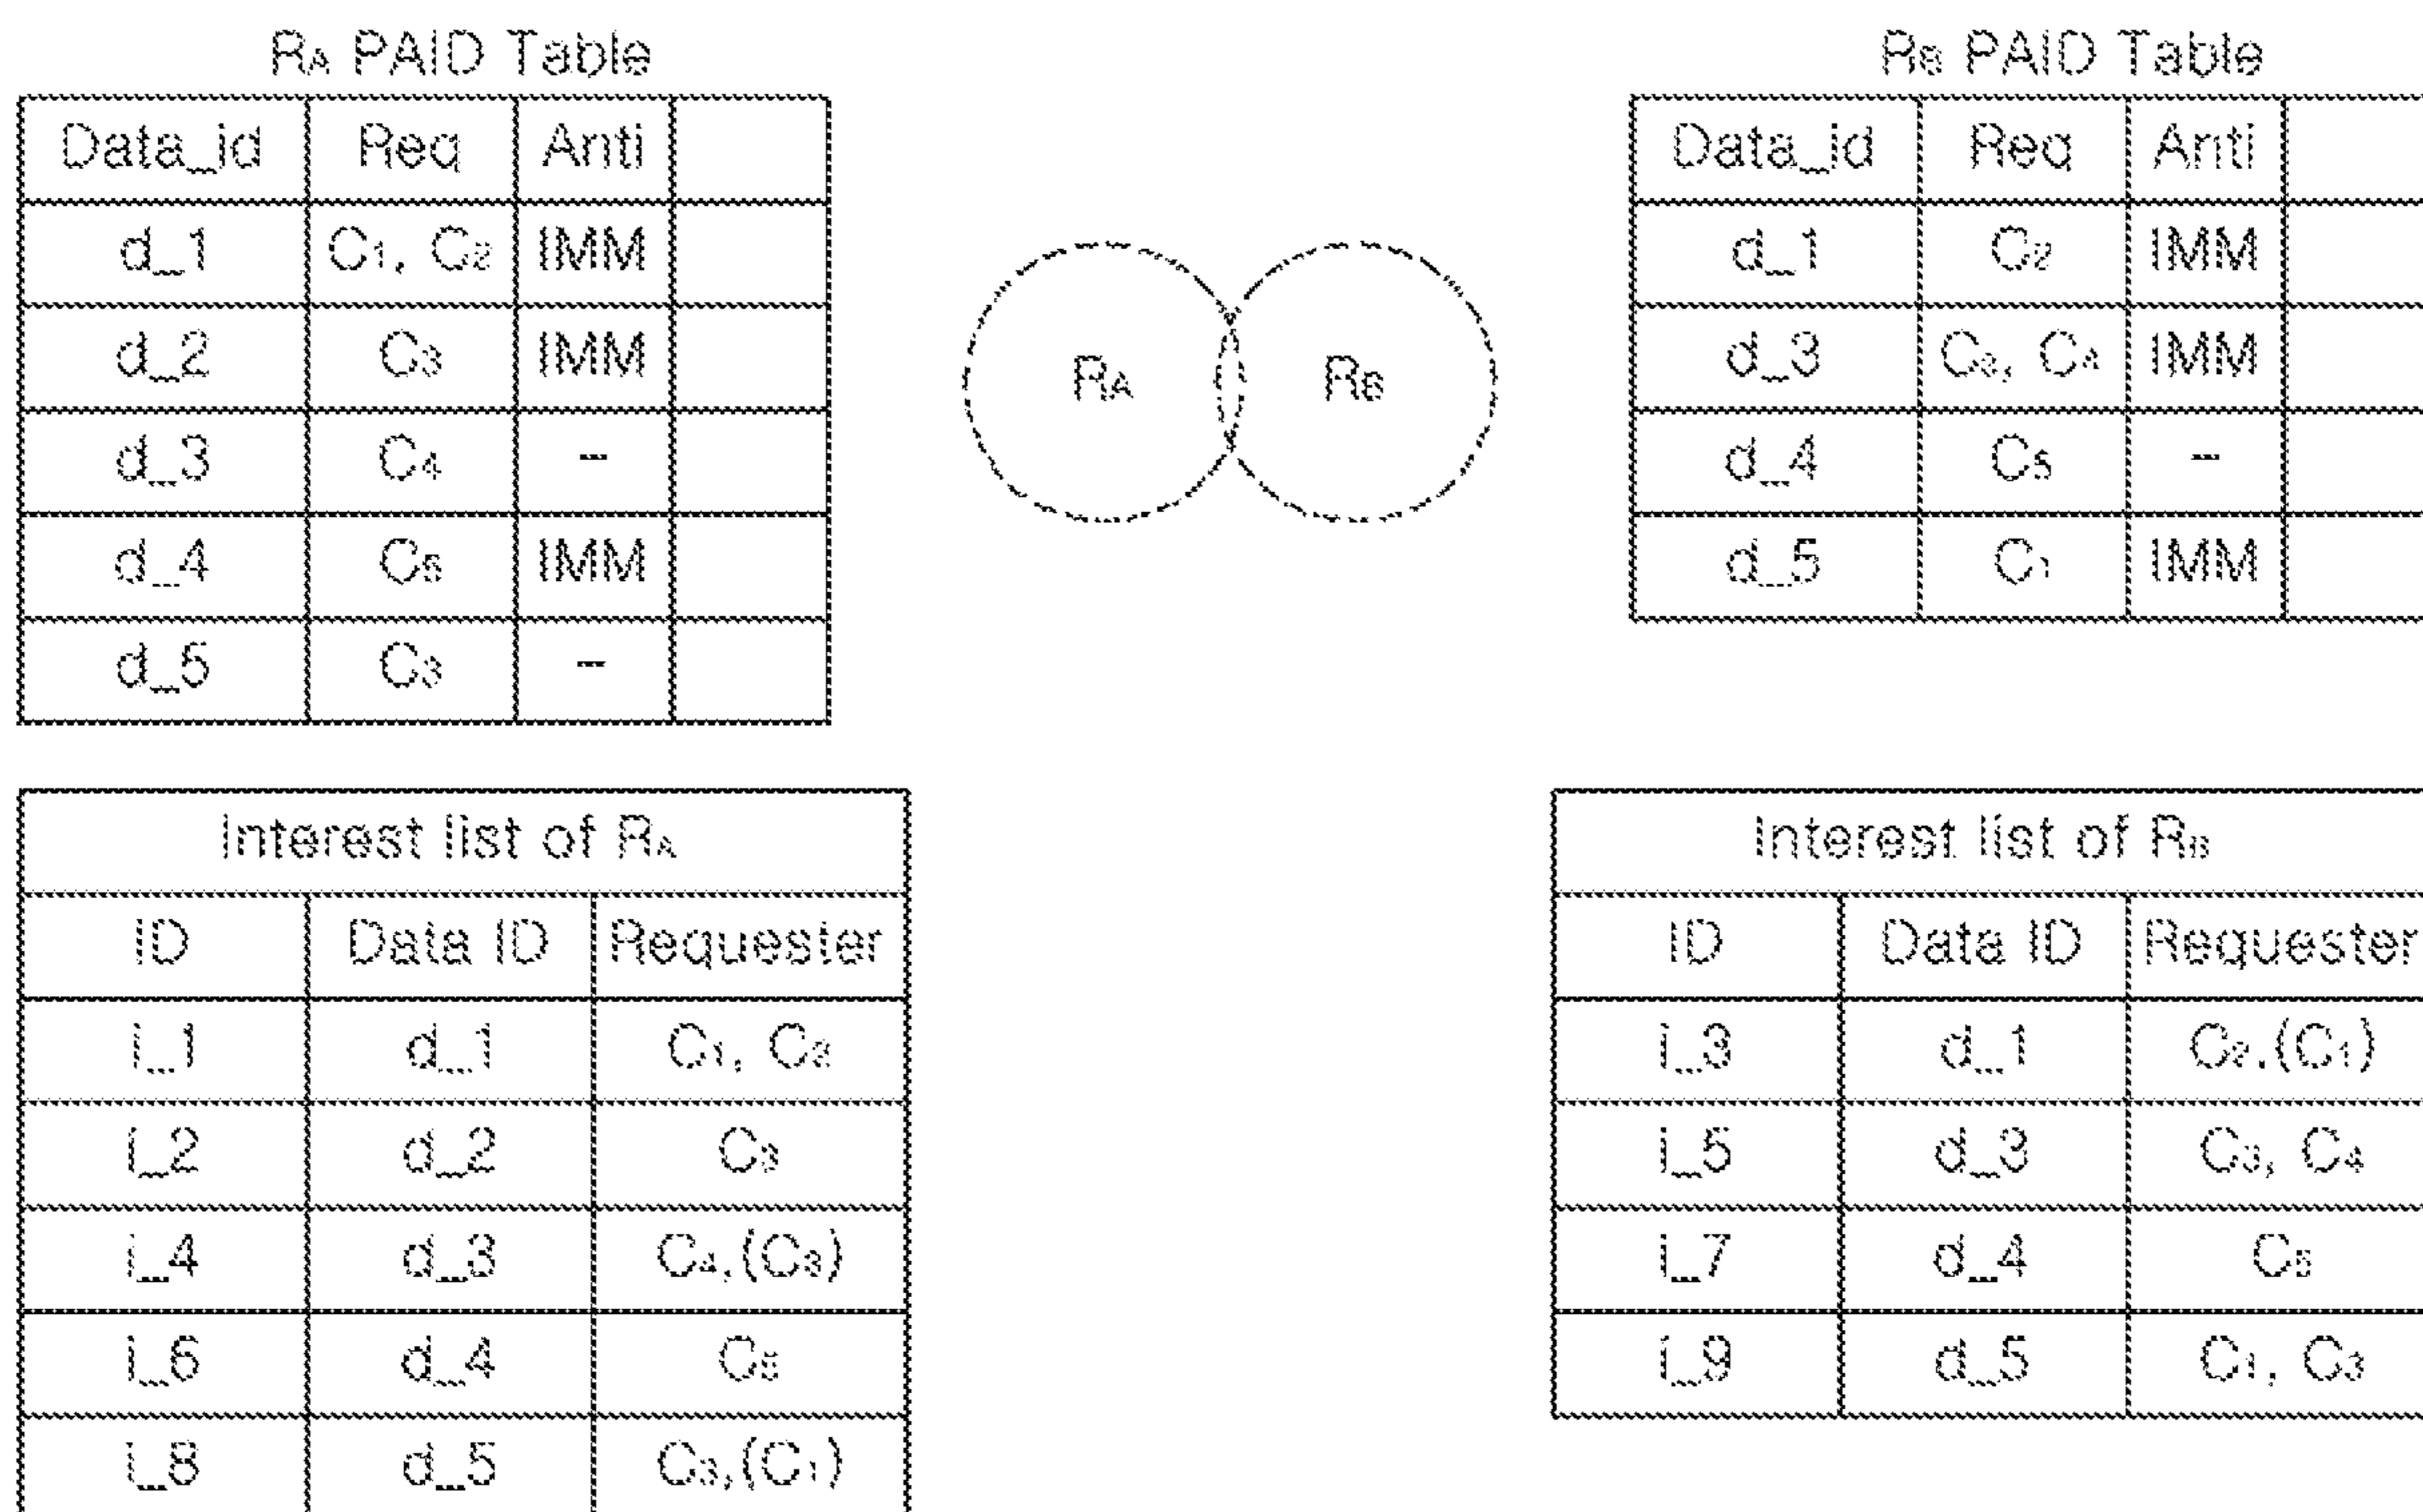 RA PAID Table
Data_id Req Anti
d_1 C1, C2 IMM
d_2 C3 IMM
d_3 C4 -
d_4 C5 IMM
d_5 C3 -
RA RB
RB PAID Table
Data_id Req Anti
d_1 C2 IMM
d_3 C3, C4 IMM
d_4 C5 -
d_5 C1 IMM
Interest list of RA
ID Data ID Requester
i_1 d_1 C1, C2
i_2 d_2 C3
i_4 d_3 C4,(C3)
i_6 d_4 C5
i_8 d_5 C3,(C1)
Interest list of RB
ID Data ID Requester
i_3 d_1 C2,(C1)
i_5 d_3 C3, C4
i_7 d_4 C5
i_9 d_5 C1, C3